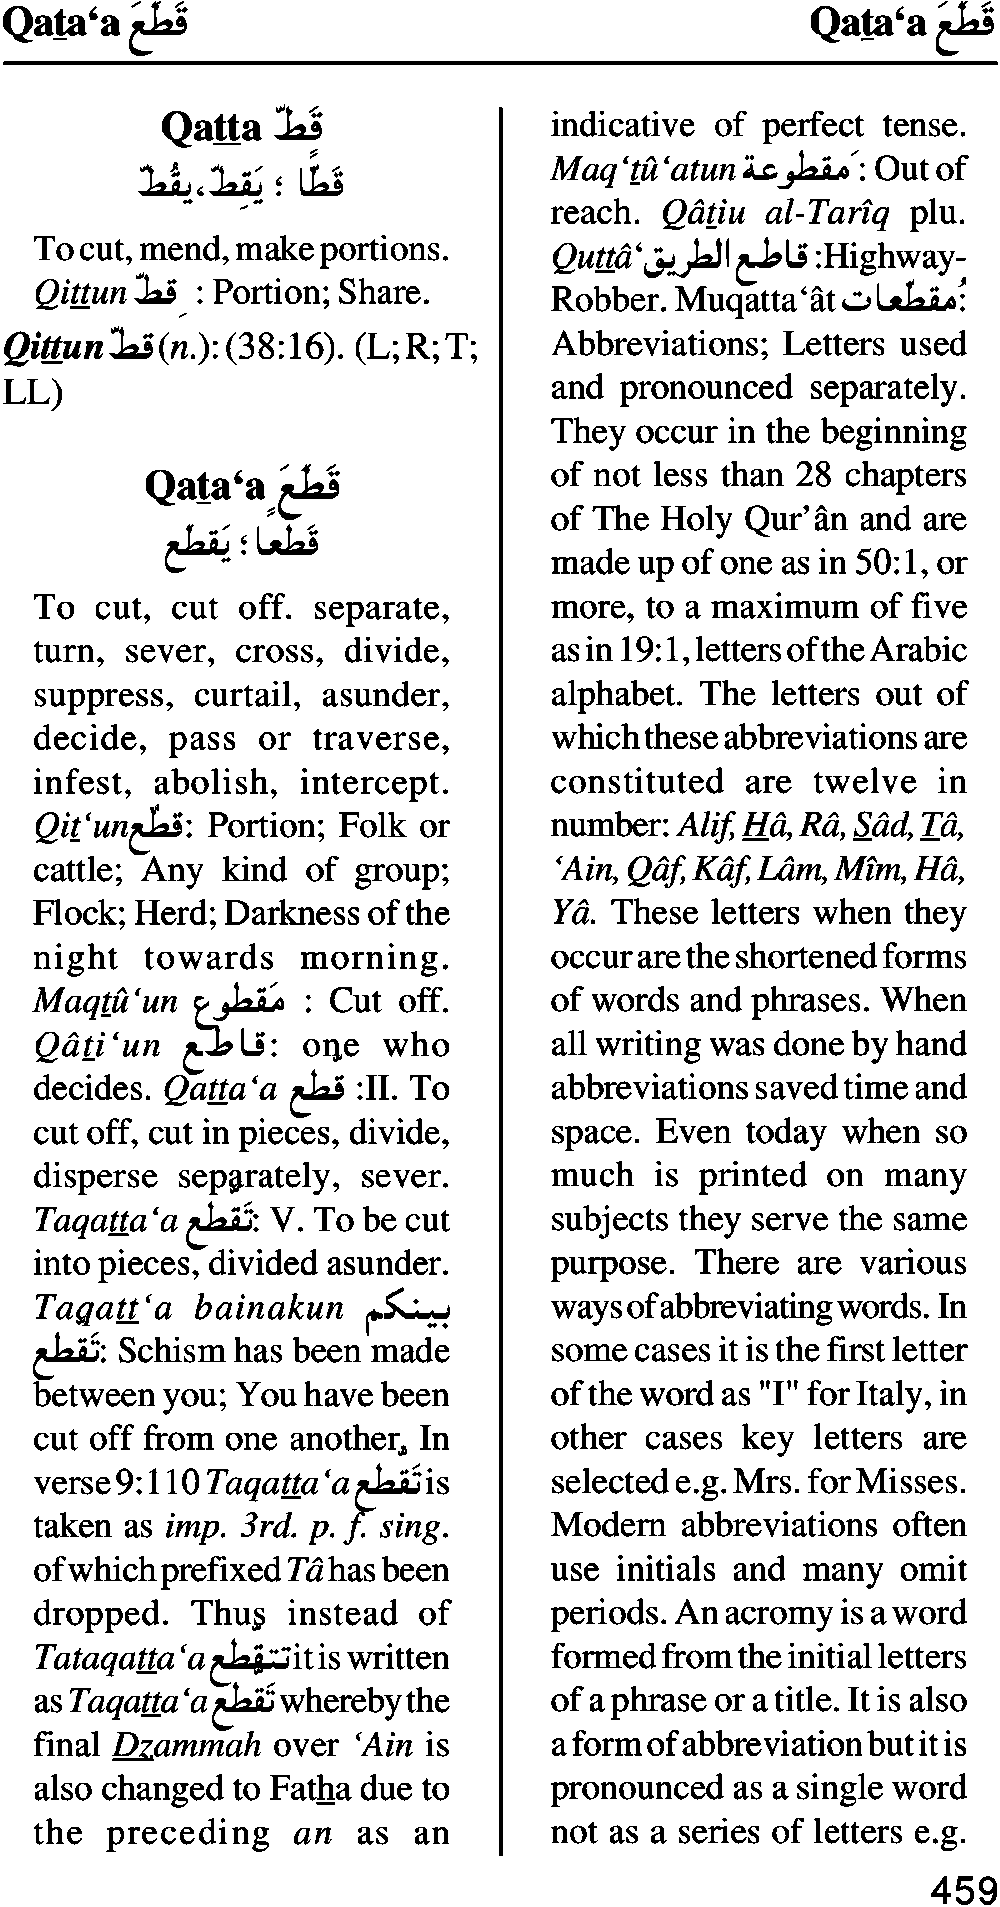 Qata‘a قَطَعَ
Qata‘a قَطَعَ
Qatta قَطّ
قَطًّا ؛ يَقِطّ، يقُطّ
To cut, mend, make portions.
Qittun قطّ : Portion; Share.
Qittun قطّ (n.): (38:16). (L; R; T;
LL)
Qata‘a قَطَعَ
قَطعاً ؛ يَقطَع
To cut, cut off. separate,
turn, sever, cross, divide,
suppress, curtail, asunder,
decide, pass or traverse,
infest, abolish, intercept.
Qit‘un قطع: Portion; Folk or
cattle; Any kind of group;
Flock; Herd; Darkness of the
night towards morning.
Maqtû‘un مَقطوع : Cut off.
Qâti‘un قاطع: one who
decides. Qatta‘a قطع :II. To
cut off, cut in pieces, divide,
disperse separately, sever.
Taqatta‘a تَقطع: V. To be cut
into pieces, divided asunder.
Taqatt‘a bainakun بينكم
تَقطع: Schism has been made
between you; You have been
cut off from one another, In
verse 9:110 Taqatta‘a تَقطع is
taken as imp. 3rd. p. f. sing.
of which prefixed Tâ has been
dropped. Thus instead of
Tataqatta‘a تتقطع it is written
as Taqatta‘a تَقطع whereby the
final Dzammah over ‘Ain is
also changed to Fatha due to
the preceding an as an
indicative of perfect tense.
Maq‘tû‘atun مَقطوعة : Out of
reach. Qâtiu al-Tarîq plu.
Quttâ‘ قاطع الطريق :Highway-
Robber. Muqatta‘ât مُقطعات:
Abbreviations; Letters used
and pronounced separately.
They occur in the beginning
of not less than 28 chapters
of The Holy Qur’ân and are
made up of one as in 50:1, or
more, to a maximum of five
as in 19:1, letters of the Arabic
alphabet. The letters out of
which these abbreviations are
constituted are twelve in
number: Alif, Hâ, Râ, Sâd, Tâ,
‘Ain, Qâf, Kâf, Lâm, Mîm, Hâ,
Yâ. These letters when they
occur are the shortened forms
of words and phrases. When
all writing was done by hand
abbreviations saved time and
space. Even today when so
much is printed on many
subjects they serve the same
purpose. There are various
ways of abbreviating words. In
some cases it is the first letter
of the word as "I" for Italy, in
other cases key letters are
selected e.g. Mrs. for Misses.
Modern abbreviations often
use initials and many omit
periods. An acromy is a word
formed from the initial letters
of a phrase or a title. It is also
a form of abbreviation but it is
pronounced as a single word
not as a series of letters e.g.
459